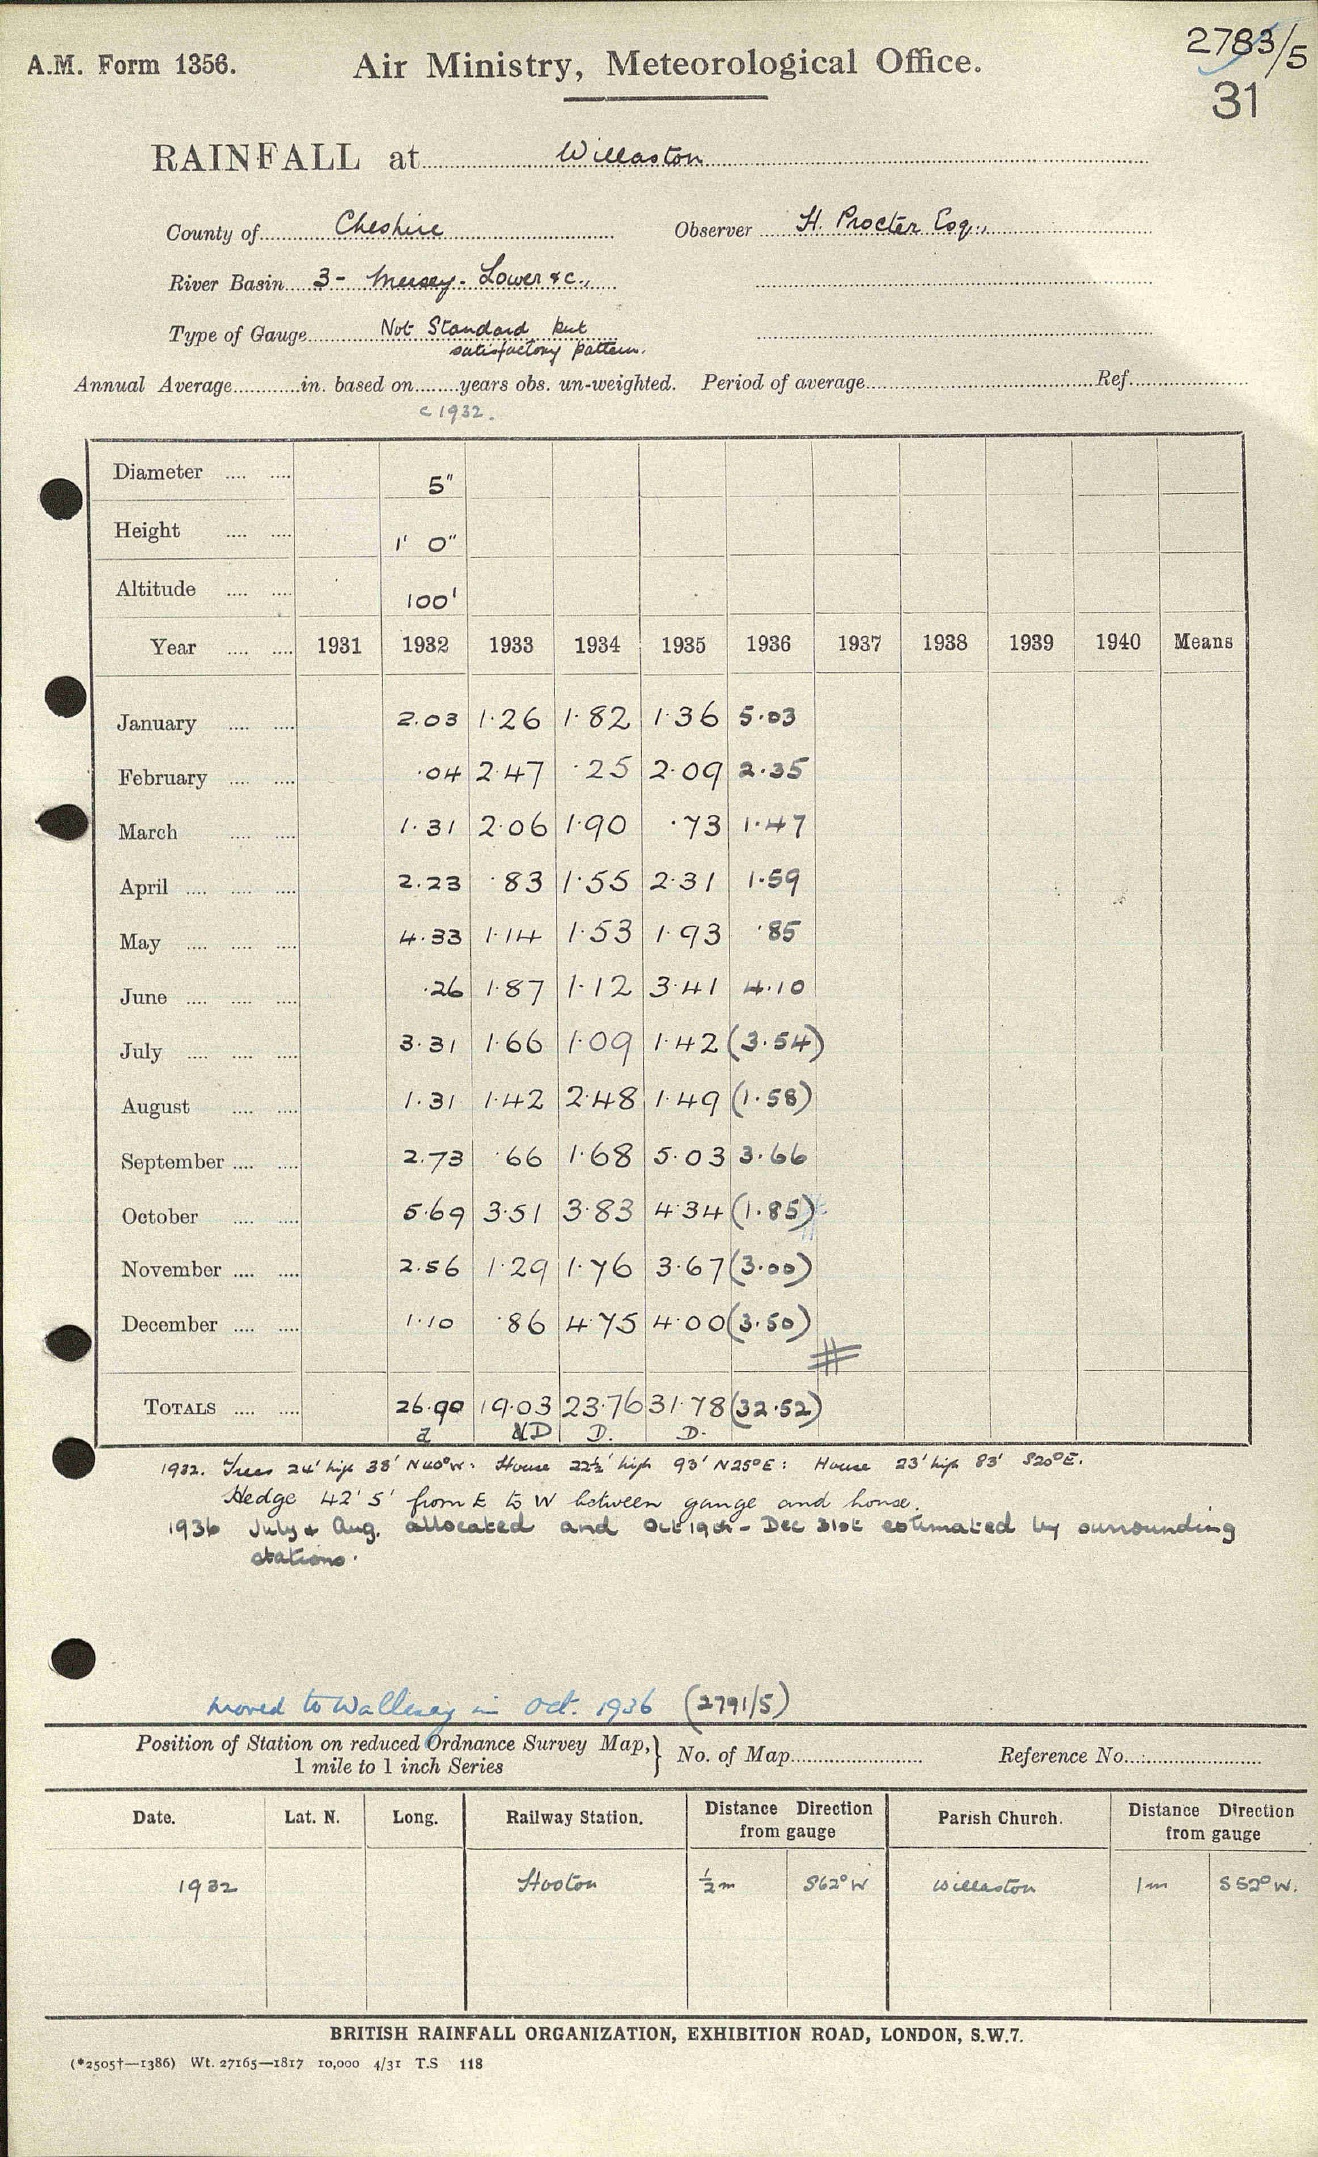 2783/5
A.M. Form 1356. Air Ministry, Meteorological Office.
31
RAINFALL at Willaston
County of Cheshire Observer H. Procter Esq.,
River Basin 3 - Mersey - Lower &c.,
Type of Gauge Not Standard but
satisfactory pattern.
Annual Average in. based on years obs. un-weighted. Period of average Ref.
c 1932.
Diameter 5"
Height 1' 0"
Altitude 100'
Year 1931 1932 1933 1934 1935 1936 1937 1938 1939 1940 Means
January 2.03 1.26 1.82 1.36 5.03
February .04 2.47 .25 2.09 2.35
March 1.31 2.06 1.90 .73 1.47
April 2.23 .83 1.55 2.31 1.59
May 4.33 1.14 1.53 1.93 .85
June .26 1.87 1.12 3.41 4.10
July 3.31 1.66 1.09 1.42 (3.54)
August 1.31 1.42 2.48 1.49 (1.58)
September 2.73 .66 1.68 5.03 3.66
October 5.69 3.51 3.83 4.34 (1.85)
November 2.56 1.29 1.76 3.67 (3.00)
December 1.10 .86 4.75 4.00 (3.50)
TOTALS 26.90 19.03 23.76 31.78 (32.52)
D. D.
1932. Trees 24' high 38' N40°W: House 22½' high 93' N25°E: House 23' high 83' S20°E.
Hedge 42' 5' from E to W between gauge and house.
1936 July & Aug. allocated and Oct 19th - Dec 31st estimated by surrounding
stations.
Moved to Wallasey in Oct. 1936 (2791/5)
Position of Station on reduced Ordnance Survey Map,
1 mile to 1 inch Series } No. of Map Reference No.
Date. Lat. N. Long. Railway Station. Distance Direction
from gauge Parish Church. Distance Direction
from gauge
1932 Hooton ½m S62°W Willaston 1m S52°W.
BRITISH RAINFALL ORGANIZATION, EXHIBITION ROAD, LONDON, S.W.7.
(*2505†—1386) Wt. 27165—1817 10,000 4/31 T.S 118